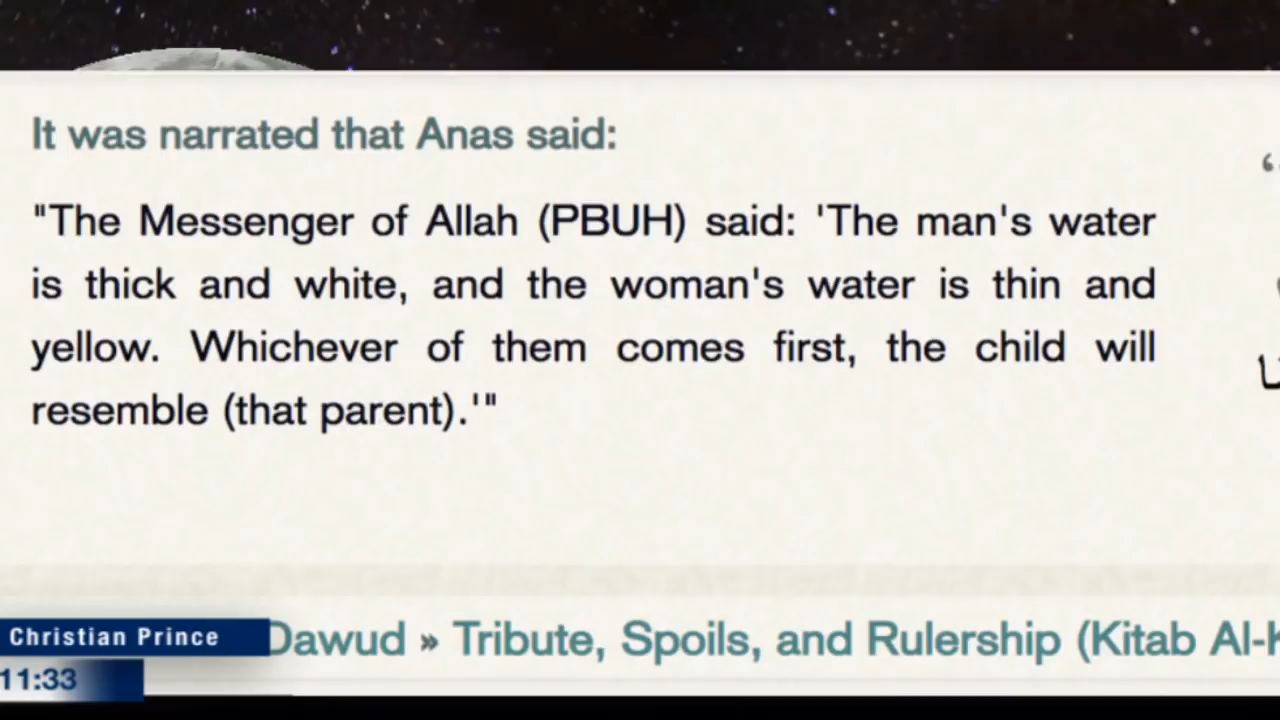 It was narrated that Anas said:
"The Messenger of Allah (PBUH) said: 'The man's water
is thick and white, and the woman's water is thin and
yellow. Whichever of them comes first, the child will
resemble (that parent).'"
Dawud » Tribute, Spoils, and Rulership (Kitab Al-
Christian Prince
11:33